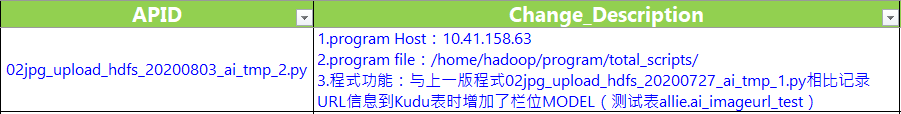 APID Change_Description
02jpg_upload_hdfs_20200803_ai_tmp_2.py
1.program Host：10.41.158.63
2.program file：/home/hadoop/program/total_scripts/
3.程式功能：与上一版程式02jpg_upload_hdfs_20200727_ai_tmp_1.py相比记录
URL信息到Kudu表时增加了栏位MODEL（测试表allie.ai_imageurl_test）